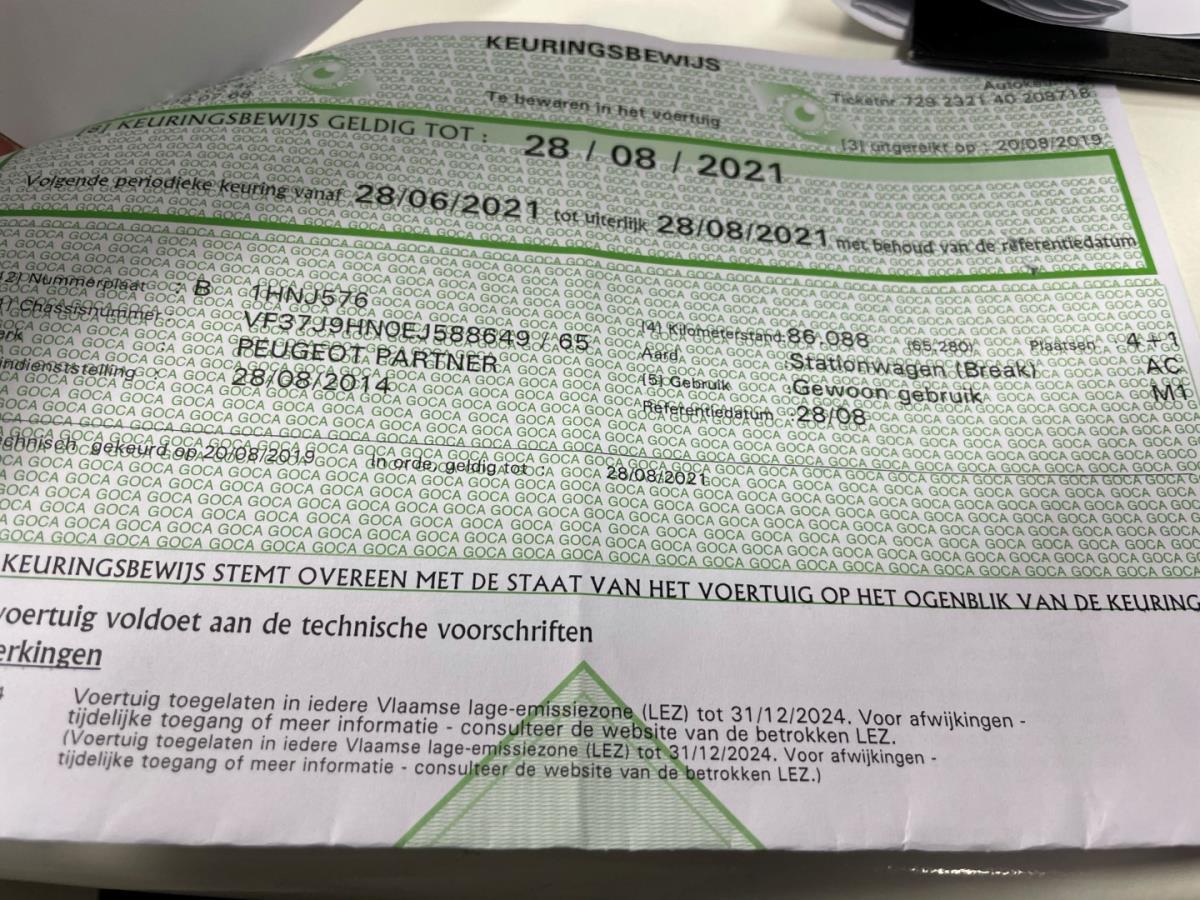 KEURINGSBEWIJS
Te bewaren in het voertuig
Ticketnr 729 2321 40 208718
[3] uitgereikt op : 20/08/2019
KEURINGSBEWIJS GELDIG TOT : 28 / 08 / 2021
Volgende periodieke keuring vanaf 28/06/2021 tot uiterlijk 28/08/2021 met behoud van de referentiedatum
Nummerplaat : B 1HNJ576
Chassisnummer : VF37J9HN0EJ588649 / 65
PEUGEOT PARTNER
28/08/2014
[4] Kilometerstand: 86.088 (65.280) Plaatsen : 4+1
Aard Stationwagen (Break) AC
[5] Gebruik : Gewoon gebruik M1
Referentiedatum : 28/08
gekeurd op 20/08/2019 In orde, geldig tot : 28/08/2021
KEURINGSBEWIJS STEMT OVEREEN MET DE STAAT VAN HET VOERTUIG OP HET OGENBLIK VAN DE KEURING
voertuig voldoet aan de technische voorschriften
erkingen
Voertuig toegelaten in iedere Vlaamse lage-emissiezone (LEZ) tot 31/12/2024. Voor afwijkingen -
tijdelijke toegang of meer informatie - consulteer de website van de betrokken LEZ.
(Voertuig toegelaten in iedere Vlaamse lage-emissiezone (LEZ) tot 31/12/2024. Voor afwijkingen -
tijdelijke toegang of meer informatie - consulteer de website van de betrokken LEZ.)